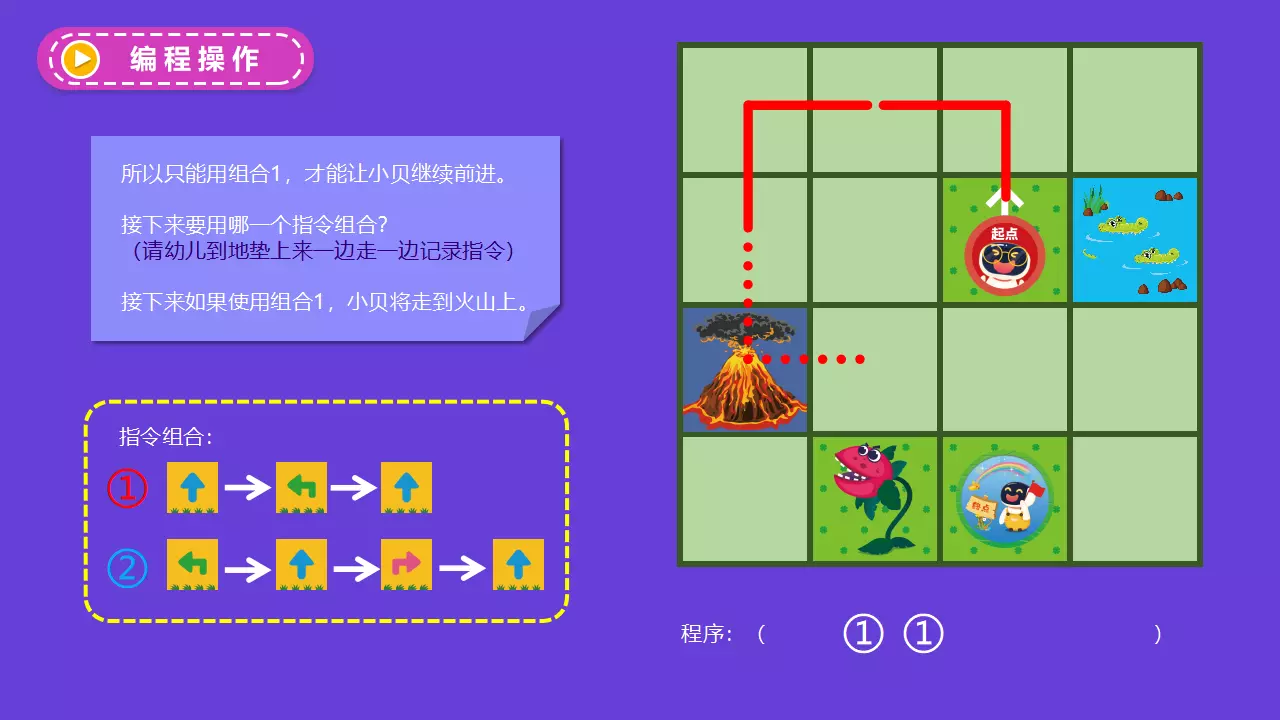 编程操作
所以只能用组合1，才能让小贝继续前进。
接下来要用哪一个指令组合？
（请幼儿到地垫上来一边走一边记录指令）
接下来如果使用组合1，小贝将走到火山上。
指令组合：
①
②
起点
终点
程序：（ ① ① ）